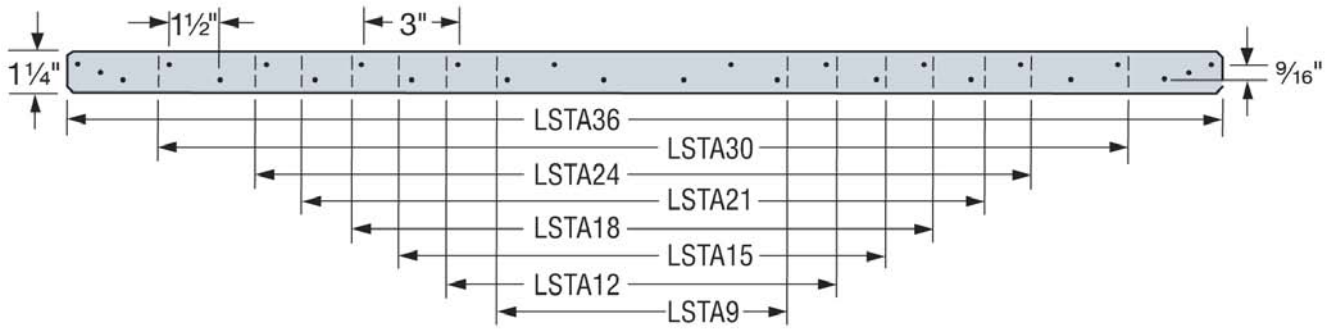 1½"
3"
1¼"
9/16"
LSTA36
LSTA30
LSTA24
LSTA21
LSTA18
LSTA15
LSTA12
LSTA9